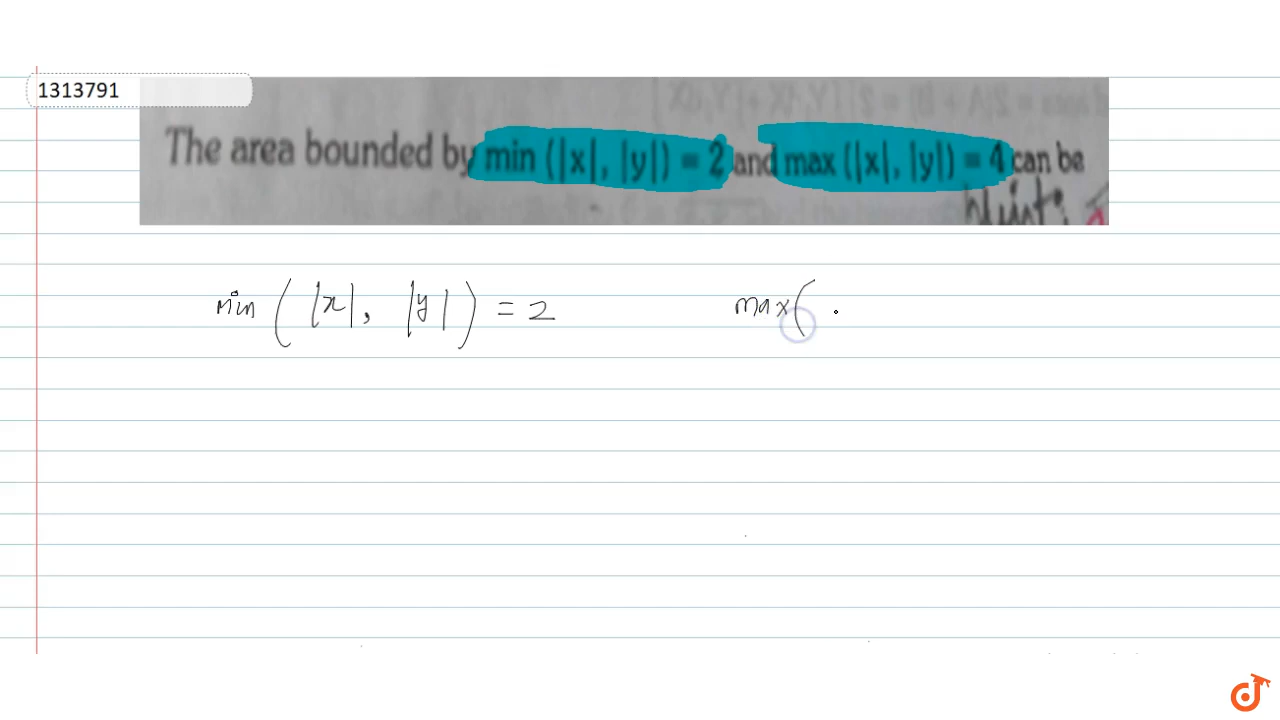 1313791
The area bounded by min (|x|, |y|) = 2 and max (|x|, |y|) = 4 can be
min ( |x|, |y| ) = 2 max(